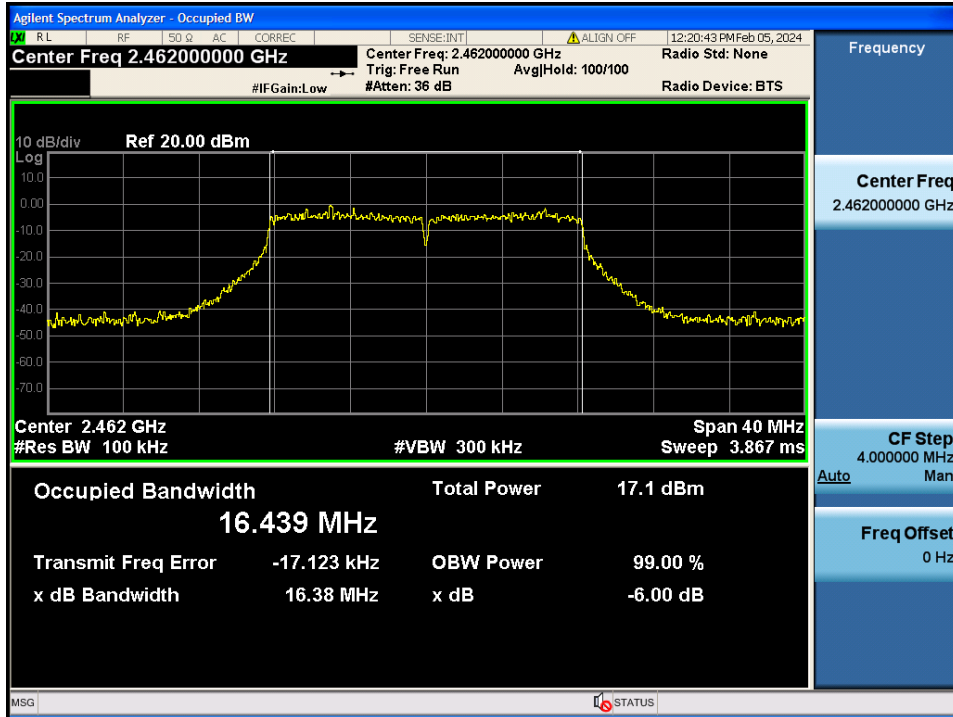 Agilent Spectrum Analyzer - Occupied BW
LXI RL RF 50 Ω AC CORREC SENSE:INT ALIGN OFF 12:20:43 PM Feb 05, 2024
Center Freq 2.462000000 GHz
Center Freq: 2.462000000 GHz Radio Std: None
Trig: Free Run Avg|Hold: 100/100
#IFGain:Low #Atten: 36 dB Radio Device: BTS
Frequency
10 dB/div Ref 20.00 dBm
Log
10.0
0.00
-10.0
-20.0
-30.0
-40.0
-50.0
-60.0
-70.0
Center 2.462 GHz Span 40 MHz
#Res BW 100 kHz #VBW 300 kHz Sweep 3.867 ms
Occupied Bandwidth Total Power 17.1 dBm
16.439 MHz
Transmit Freq Error -17.123 kHz OBW Power 99.00 %
x dB Bandwidth 16.38 MHz x dB -6.00 dB
Center Freq
2.462000000 GHz
CF Step
4.000000 MHz
Auto Man
Freq Offset
0 Hz
MSG STATUS